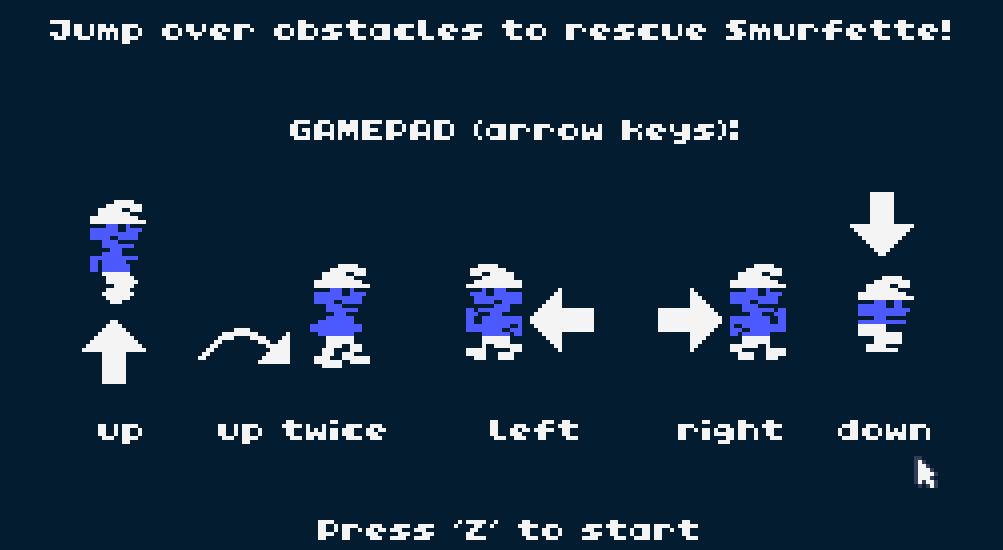 Jump over obstacles to rescue Smurfette!
GAMEPAD (arrow keys):
up up twice left right down
Press 'Z' to start